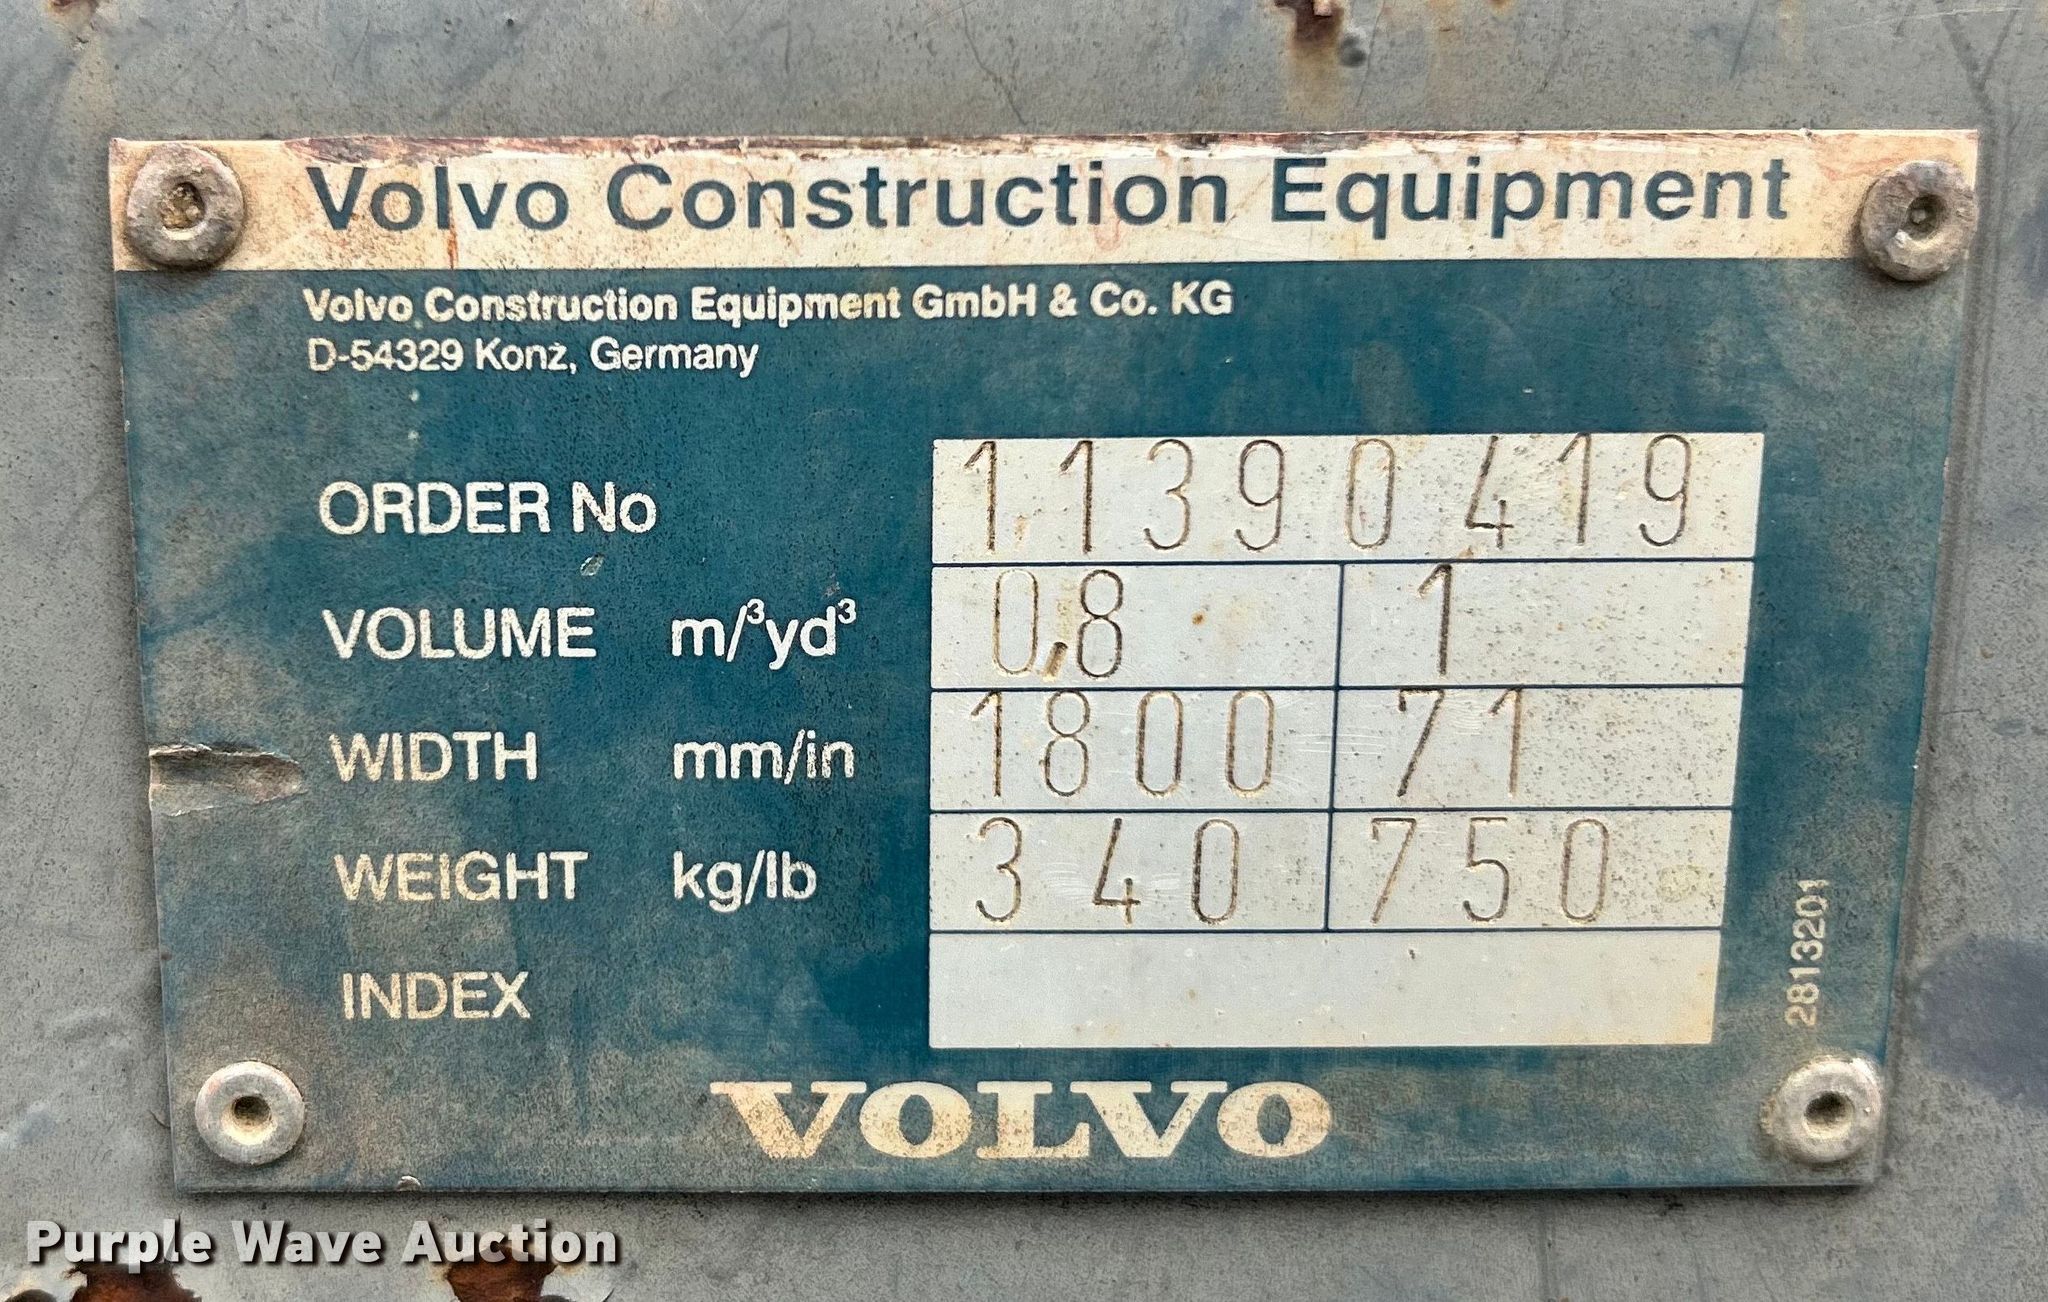 Volvo Construction Equipment
Volvo Construction Equipment GmbH & Co. KG
D-54329 Konz, Germany
ORDER No 11390419
VOLUME m/³yd³ 0,8 1
WIDTH mm/in 1800 71
WEIGHT kg/lb 340 750
INDEX
2813201
VOLVO
Purple Wave Auction